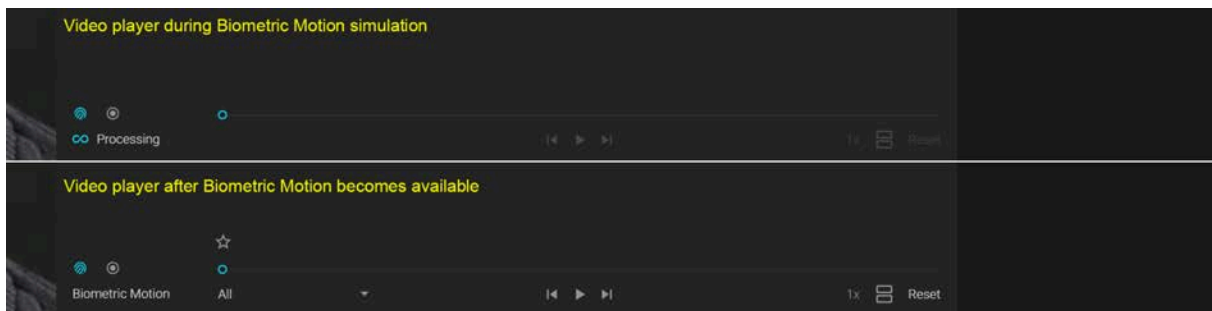 Video player during Biometric Motion simulation
Processing
1x Reset
Video player after Biometric Motion becomes available
Biometric Motion All 1x Reset